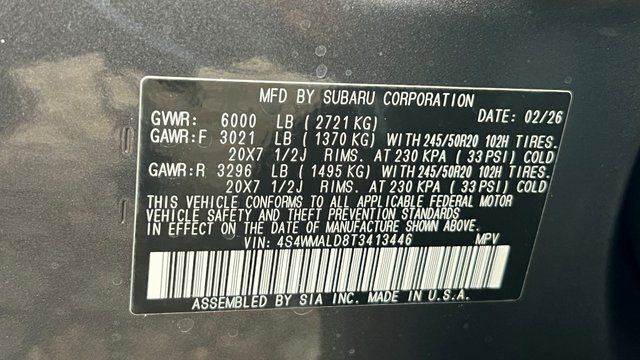 MFD BY SUBARU CORPORATION
GVWR: 6000 LB ( 2721 KG) DATE: 02/26
GAWR:F 3021 LB ( 1370 KG) WITH 245/50R20 102H TIRES.
20X7 1/2J RIMS. AT 230 KPA ( 33 PSI) COLD
GAWR:R 3296 LB ( 1495 KG) WITH 245/50R20 102H TIRES.
20X7 1/2J RIMS. AT 230 KPA ( 33 PSI) COLD
THIS VEHICLE CONFORMS TO ALL APPLICABLE FEDERAL MOTOR
VEHICLE SAFETY AND THEFT PREVENTION STANDARDS
IN EFFECT ON THE DATE OF MANUFACTURE SHOWN ABOVE.
VIN: 4S4WMALD8T3413446 MPV
ASSEMBLED BY SIA INC. MADE IN U.S.A.